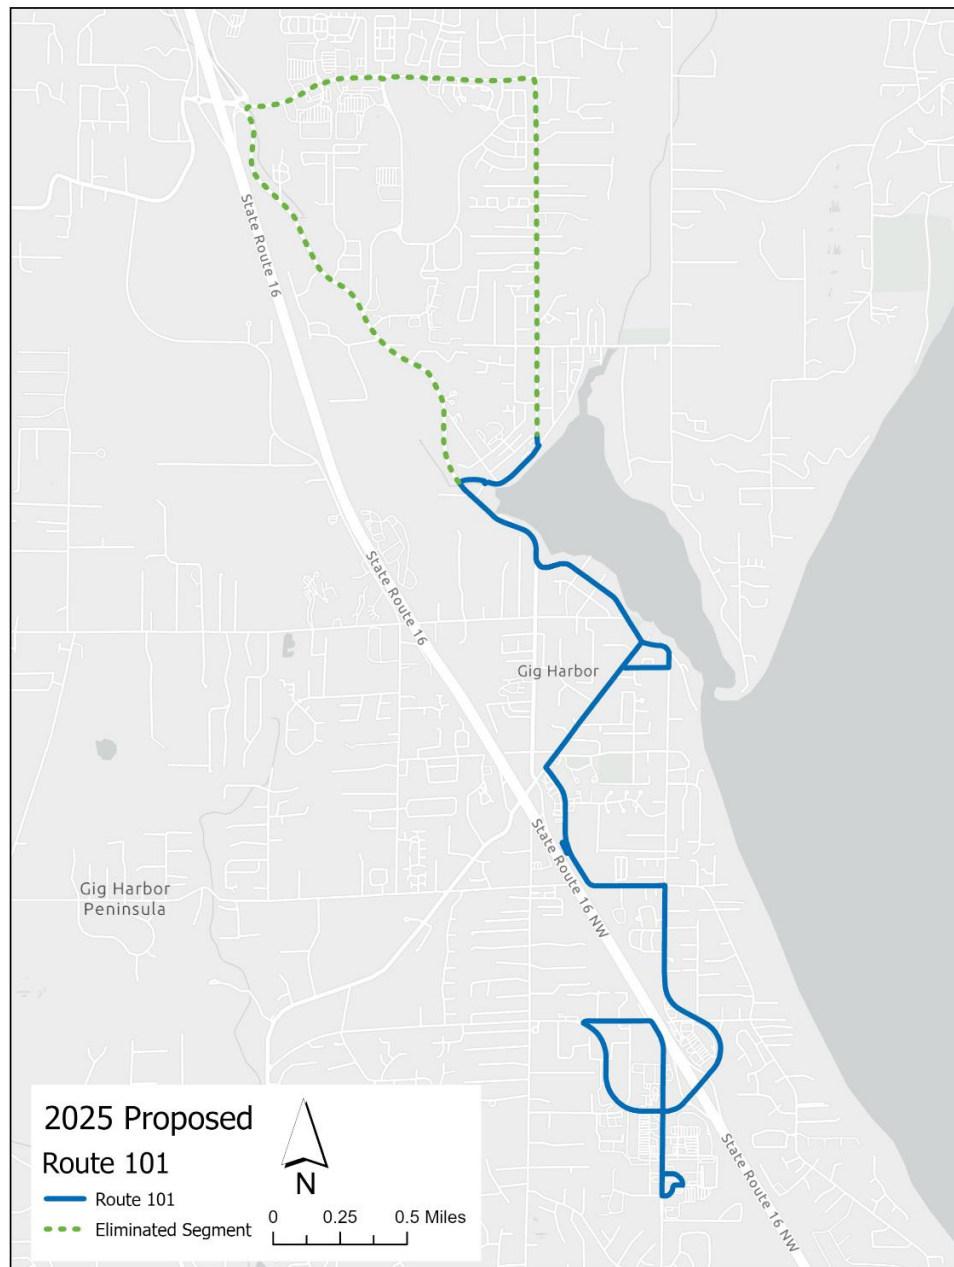 State Route 16
State Route 16
Gig Harbor
State Route 16 NW
Gig Harbor
Peninsula
2025 Proposed
Route 101
Route 101
Eliminated Segment
N
0 0.25 0.5 Miles
State Route 16 NW